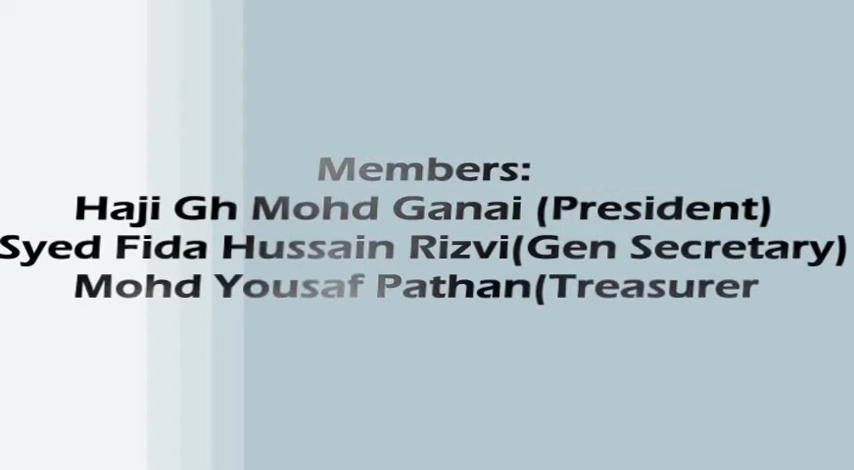 Members:
Haji Gh Mohd Ganai (President)
Syed Fida Hussain Rizvi(Gen Secretary)
Mohd Yousaf Pathan(Treasurer